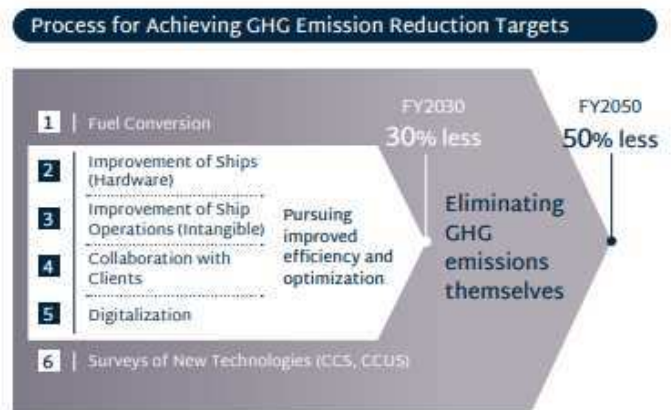 Process for Achieving GHG Emission Reduction Targets
FY2030
30% less
FY2050
50% less
1 | Fuel Conversion
2 Improvement of Ships
(Hardware)
3 Improvement of Ship
Operations (Intangible)
4 Collaboration with
Clients
5 Digitalization
Pursuing
improved
efficiency and
optimization
Eliminating
GHG
emissions
themselves
6 | Surveys of New Technologies (CCS, CCUS)